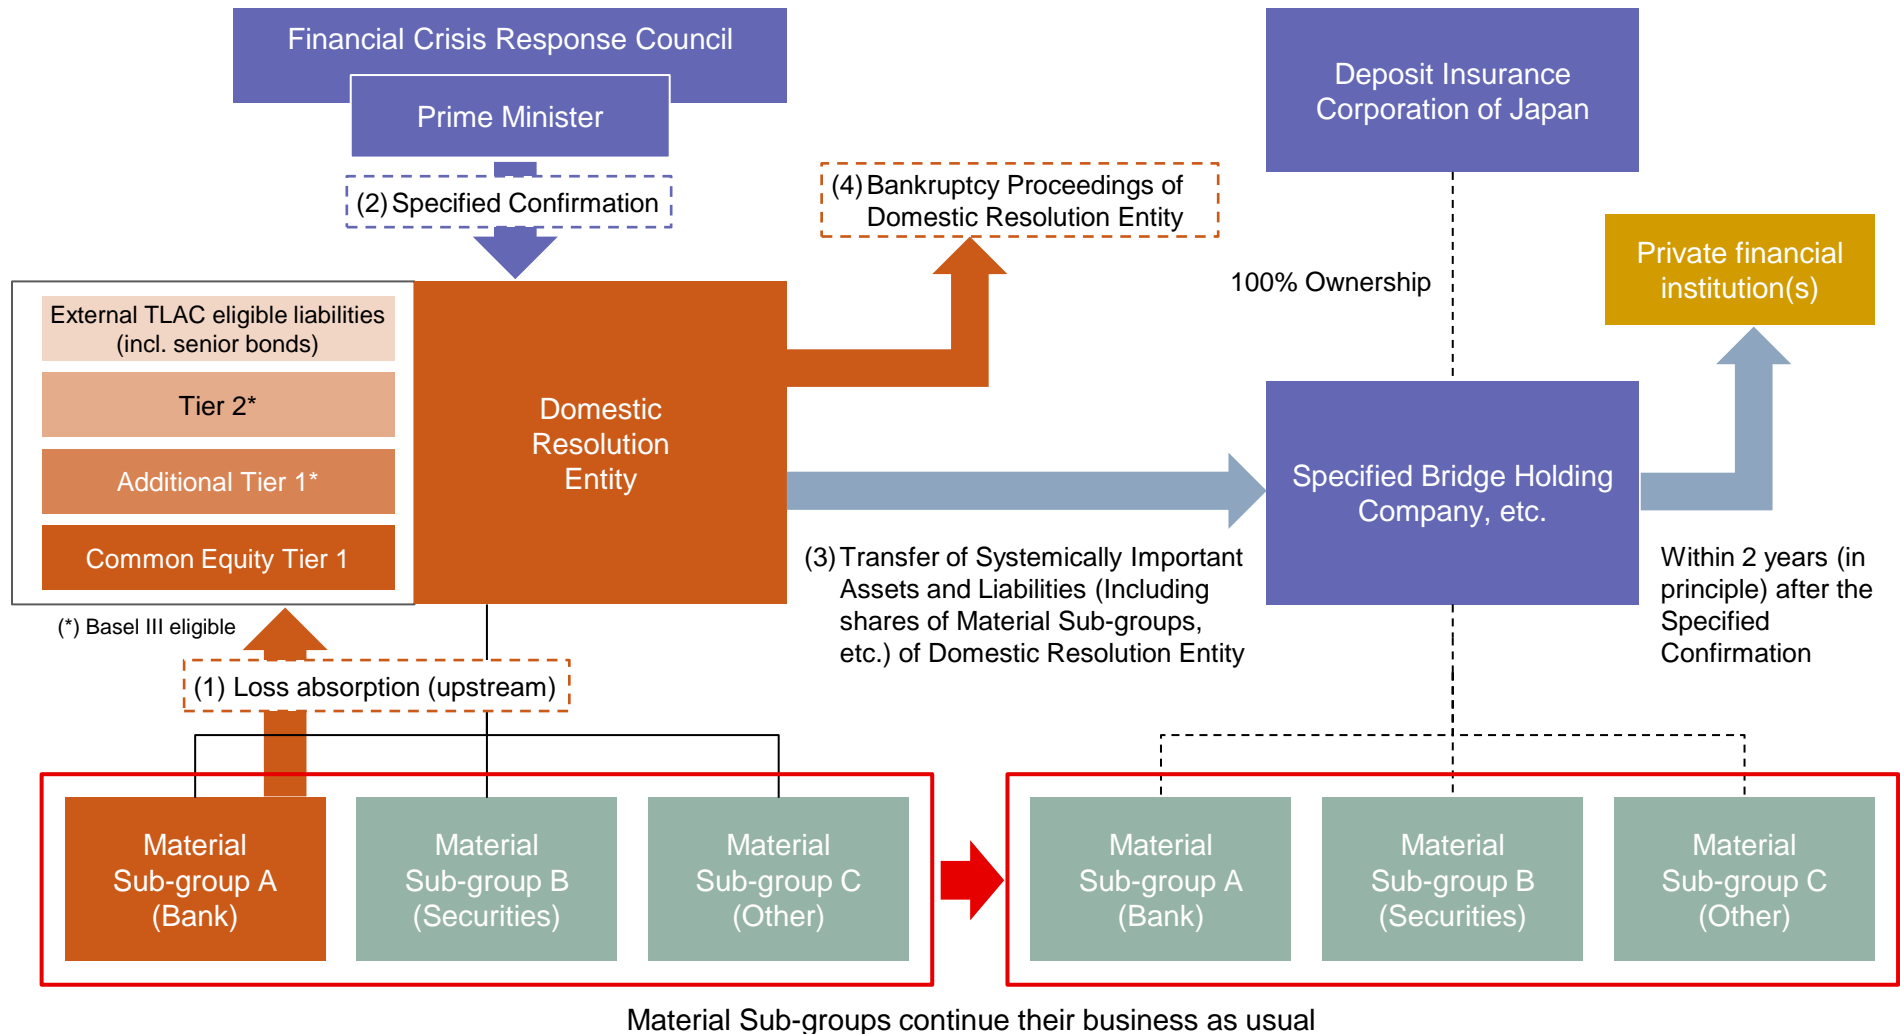 Financial Crisis Response Council
Prime Minister
Deposit Insurance
Corporation of Japan
(2) Specified Confirmation
(4) Bankruptcy Proceedings of
Domestic Resolution Entity
100% Ownership
Private financial
institution(s)
External TLAC eligible liabilities
(incl. senior bonds)
Tier 2*
Additional Tier 1*
Common Equity Tier 1
(*) Basel III eligible
Domestic
Resolution
Entity
Specified Bridge Holding
Company, etc.
(3) Transfer of Systemically Important
Assets and Liabilities (Including
shares of Material Sub-groups,
etc.) of Domestic Resolution Entity
Within 2 years (in
principle) after the
Specified
Confirmation
(1) Loss absorption (upstream)
Material
Sub-group A
(Bank)
Material
Sub-group B
(Securities)
Material
Sub-group C
(Other)
Material
Sub-group A
(Bank)
Material
Sub-group B
(Securities)
Material
Sub-group C
(Other)
Material Sub-groups continue their business as usual